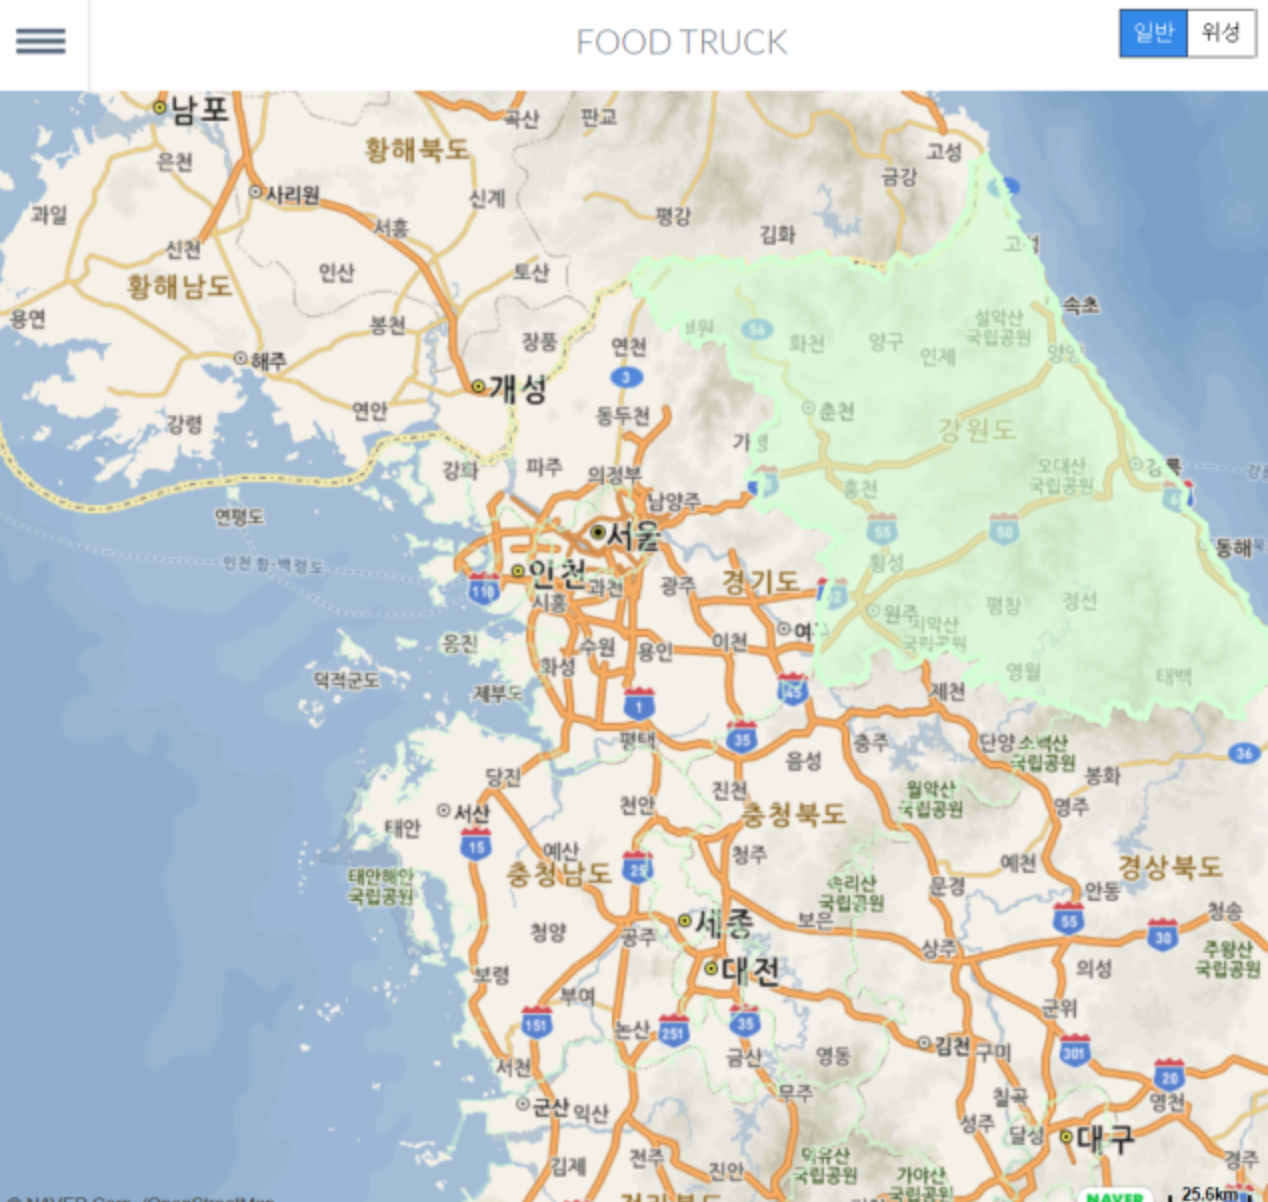 FOOD TRUCK
일반 위성
남포
곡산 판교
황해북도
고성
은천
금강
사리원
신계
과일
서흥
평강
김화
신천
인산
토산
황해남도
용연
봉천
속초
설악산
국립공원
56
장풍
연천
화천
양구
인제
양양
해주
3
개성
강령
연안
동두천
춘천
강원도
강화
파주
의정부
오대산
국립공원
남양주
홍천
연평도
서울
55
50
동해
인천항-백령도
횡성
인천
과천
광주
경기도
110
시흥
원주
평창
정선
치악산
국립공원
옹진
수원
용인
이천
화성
영월
태백
덕적군도
제부도
45
제천
1
35
평택
충주
단양
소백산
국립공원
36
음성
당진
진천
봉화
서산
천안
충청북도
월악산
국립공원
영주
태안
15
예산
청주
예천
경상북도
태안해안
국립공원
충청남도
25
속리산
국립공원
문경
안동
세종
보은
55
30
청송
청양
공주
상주
주왕산
국립공원
보령
대전
의성
부여
군위
151
논산
251
35
김천
구미
301
서천
금산
영동
20
무주
칠곡
영천
군산
익산
성주
달성
대구
김제
전주
진안
덕유산
국립공원
가야산
국립공원
경주
© NAVER Corp. /OpenStreetMap
NAVER
25.6km